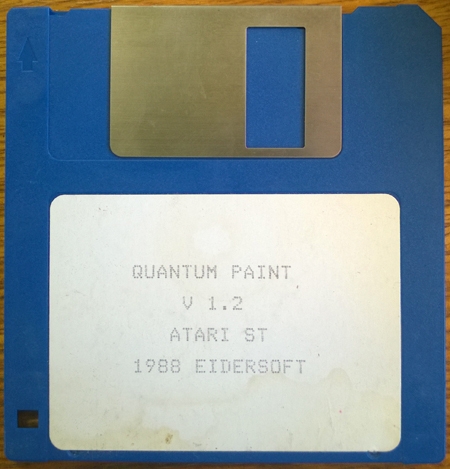 QUANTUM PAINT
V 1.2
ATARI ST
1988 EIDERSOFT